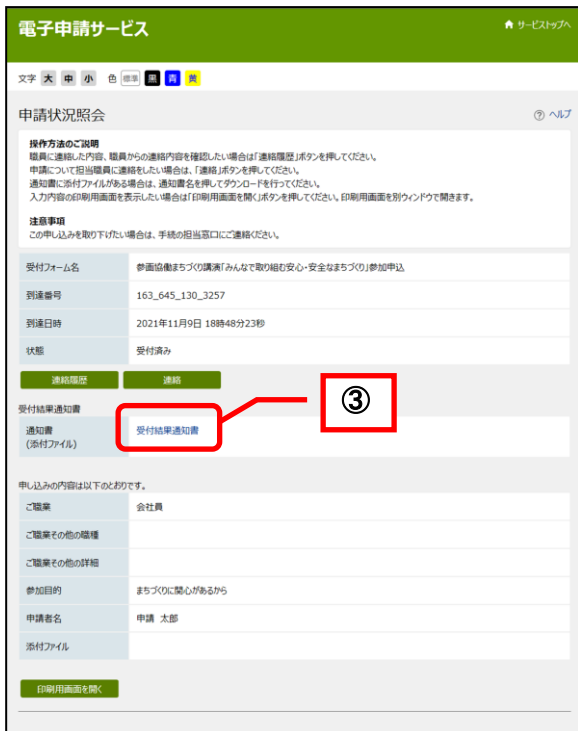 電子申請サービス
サービストップへ
文字 大 中 小 色 標準 黒 青 黄
申請状況照会
ヘルプ
操作方法のご説明
職員に連絡した内容、職員からの連絡内容を確認したい場合は「連絡履歴」ボタンを押してください。
申請について担当職員に連絡をしたい場合は、「連絡」ボタンを押してください。
通知書に添付ファイルがある場合は、通知書名を押してダウンロードを行ってください。
入力内容の印刷用画面を表示したい場合は「印刷用画面を開く」ボタンを押してください。印刷用画面を別ウィンドウで開きます。
注意事項
この申し込みを取り下げたい場合は、手続の担当窓口にご連絡ください。
受付フォーム名 参画協働まちづくり講演「みんなで取り組む安心・安全なまちづくり」参加申込
到達番号 163_645_130_3257
到達日時 2021年11月9日 18時48分23秒
状態 受付済み
連絡履歴 連絡
③
受付結果通知書
通知書
(添付ファイル)
受付結果通知書
申し込みの内容は以下のとおりです。
ご職業 会社員
ご職業その他の職種
ご職業その他の詳細
参加目的 まちづくりに関心があるから
申請者名 申請 太郎
添付ファイル
印刷用画面を開く